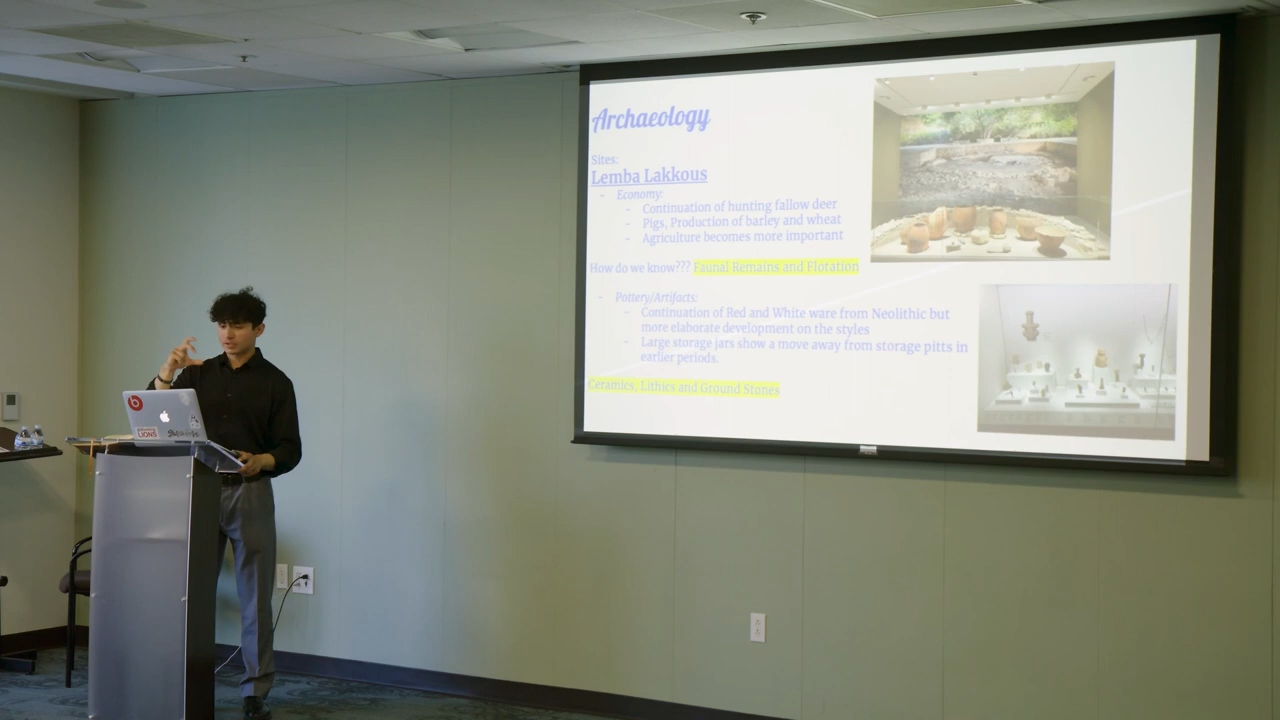 Archaeology
Sites:
Lemba Lakkous
- Economy:
- Continuation of hunting fallow deer
- Pigs, Production of barley and wheat
- Agriculture becomes more important
How do we know??? Faunal Remains and Flotation
- Pottery/Artifacts:
- Continuation of Red and White ware from Neolithic but
more elaborate development on the styles
- Large storage jars show a move away from storage pitts in
earlier periods.
Ceramics, Lithics and Ground Stones
LIONS